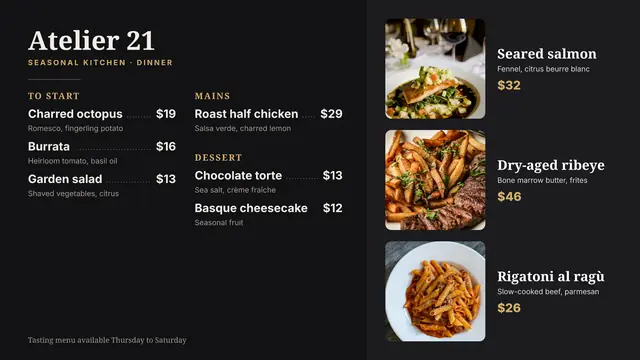 Atelier 21
SEASONAL KITCHEN · DINNER
TO START
Charred octopus ......... $19
Romesco, fingerling potato
Burrata ......... $16
Heirloom tomato, basil oil
Garden salad ......... $13
Shaved vegetables, citrus
MAINS
Roast half chicken ..... $29
Salsa verde, charred lemon
DESSERT
Chocolate torte ......... $13
Sea salt, crème fraîche
Basque cheesecake $12
Seasonal fruit
Tasting menu available Thursday to Saturday
Seared salmon
Fennel, citrus beurre blanc
$32
Dry-aged ribeye
Bone marrow butter, frites
$46
Rigatoni al ragù
Slow-cooked beef, parmesan
$26